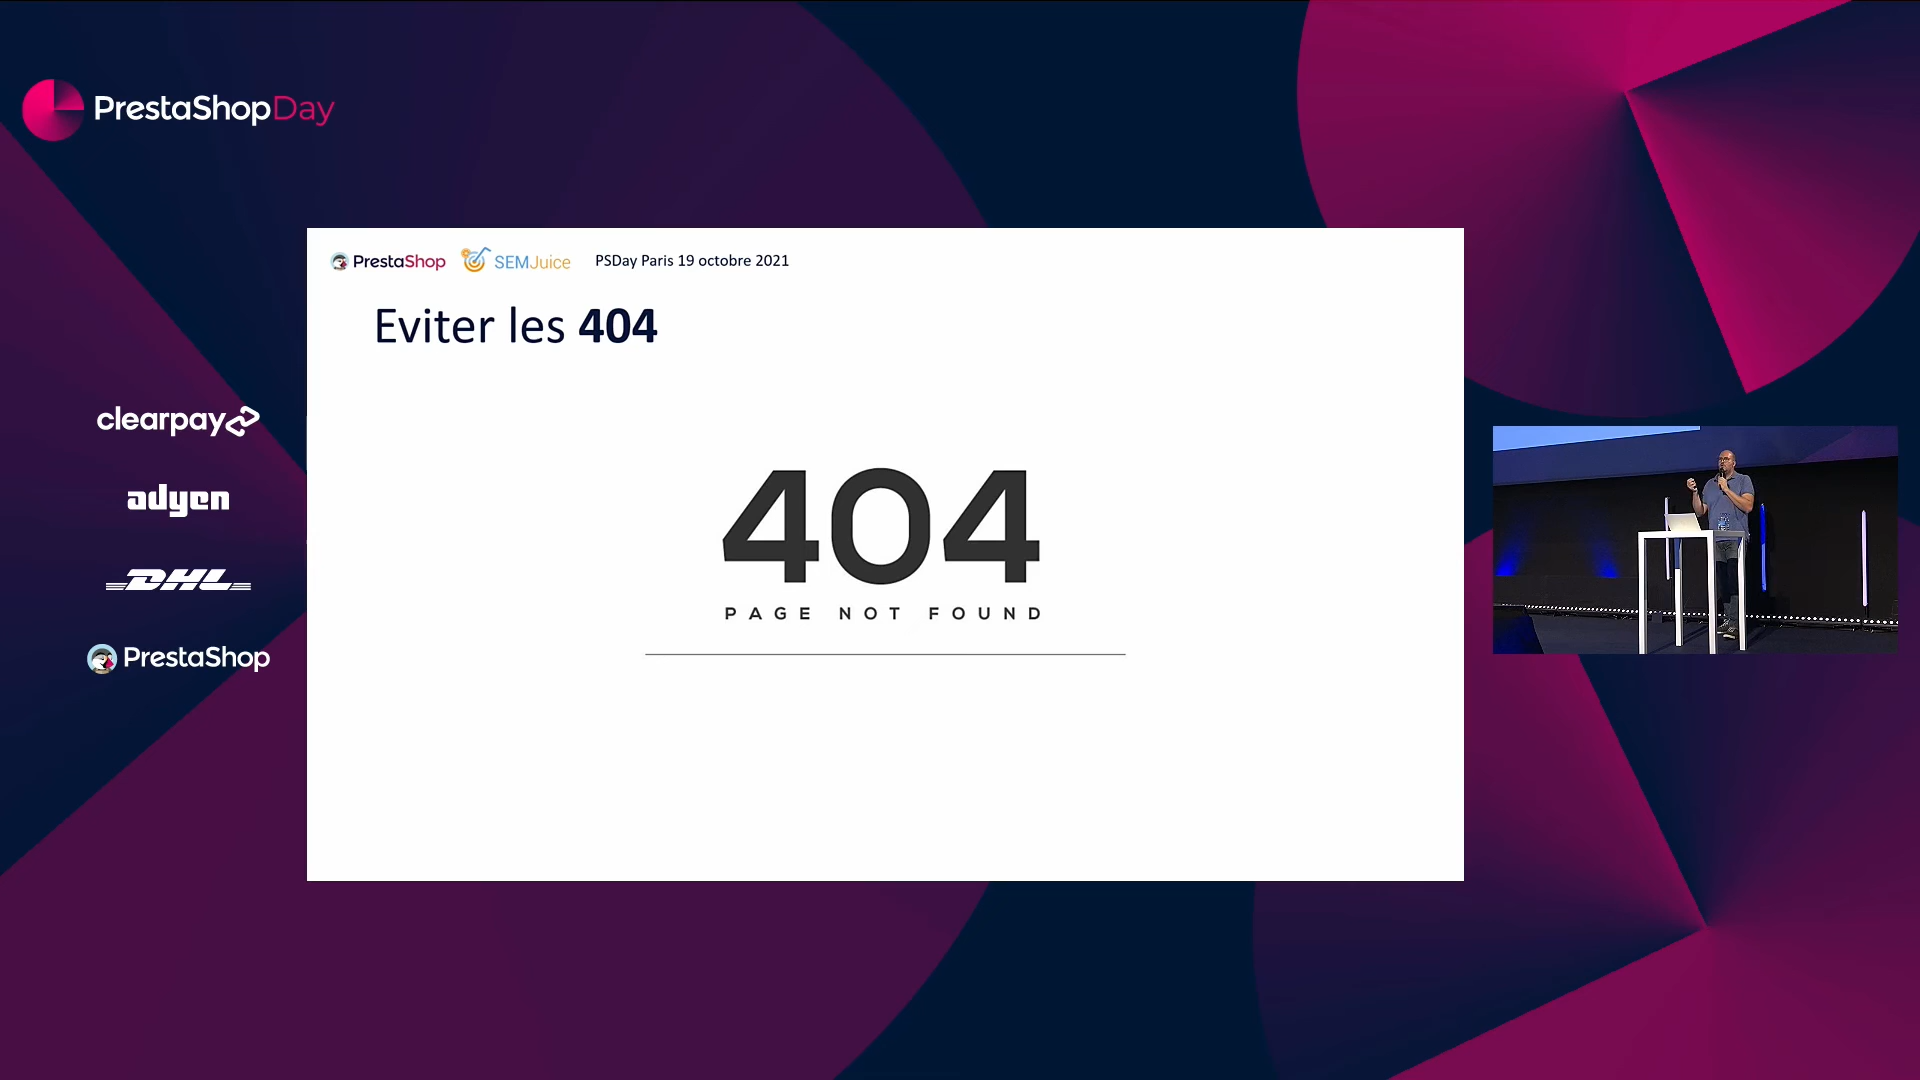 PrestaShopDay
PrestaShop SEMJuice PSDay Paris 19 octobre 2021
Eviter les 404
404
PAGE NOT FOUND
clearpay
adyen
DHL
PrestaShop